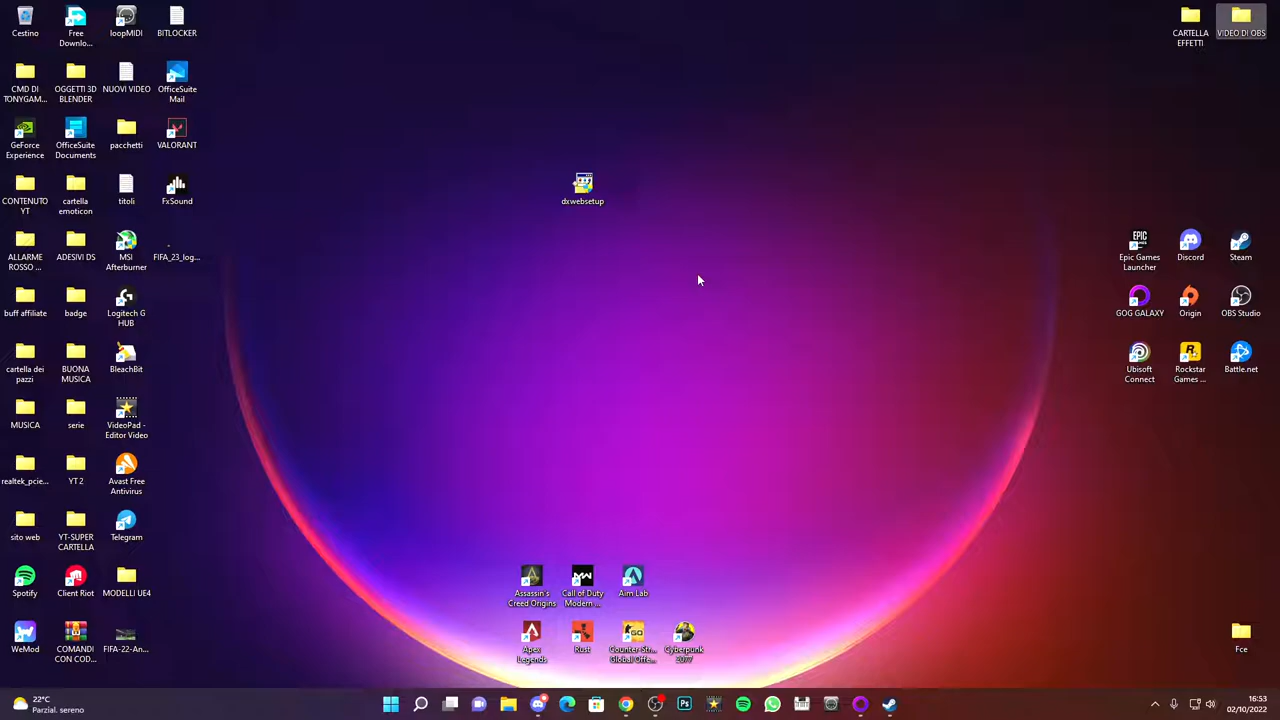 Cestino
Free
Downlo...
loopMIDI
BITLOCKER
CARTELLA
EFFETTI
VIDEO DI OBS
CMD DI
TONYGAM...
OGGETTI 3D
BLENDER
NUOVI VIDEO
OfficeSuite
Mail
GeForce
Experience
OfficeSuite
Documents
pacchetti
VALORANT
CONTENUTO
YT
cartella
emoticon
titoli
FxSound
dxwebsetup
ALLARME
ROSSO ...
ADESIVI DS
MSI
Afterburner
FIFA_23_log...
EPIC
GAMES
Epic Games
Launcher
Discord
Steam
buff affiliate
badge
Logitech G
HUB
GOG GALAXY
Origin
OBS Studio
cartella dei
pazzi
BUONA
MUSICA
BleachBit
Ubisoft
Connect
Rockstar
Games ...
Battle.net
MUSICA
serie
VideoPad -
Editor Video
realtek_pcie...
YT 2
Avast Free
Antivirus
sito web
YT-SUPER
CARTELLA
Telegram
Spotify
Client Riot
MODELLI UE4
Assassin's
Creed Origins
Call of Duty
Modern ...
Aim Lab
WeMod
COMANDI
CON COD...
FIFA-22-An...
Apex
Legends
Rust
Counter-Str...
Global Offe...
Cyberpunk
2077
Fce
22°C
Parzial. sereno
16:53
02/10/2022